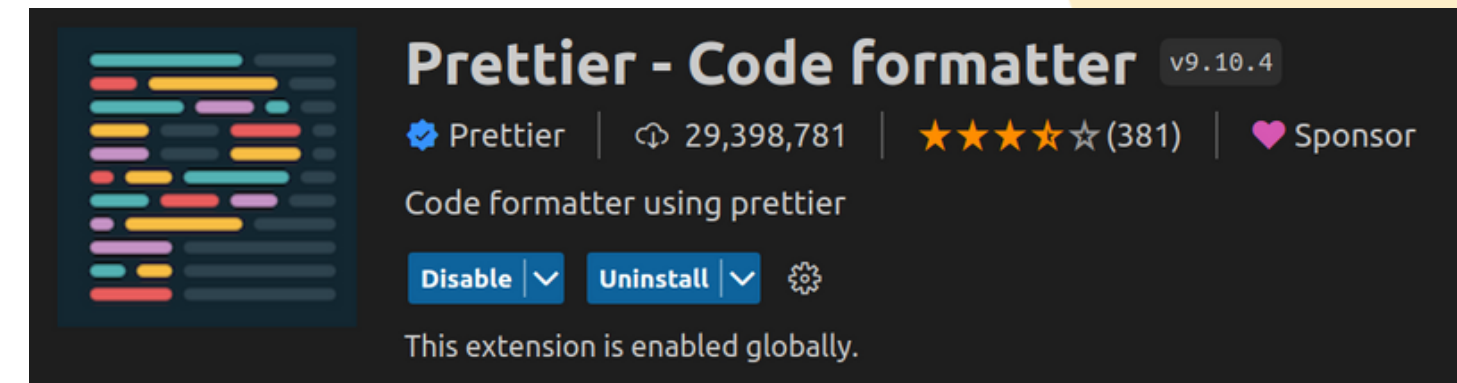 Prettier - Code formatter v9.10.4
Prettier 29,398,781 (381) Sponsor
Code formatter using prettier
Disable Uninstall
This extension is enabled globally.